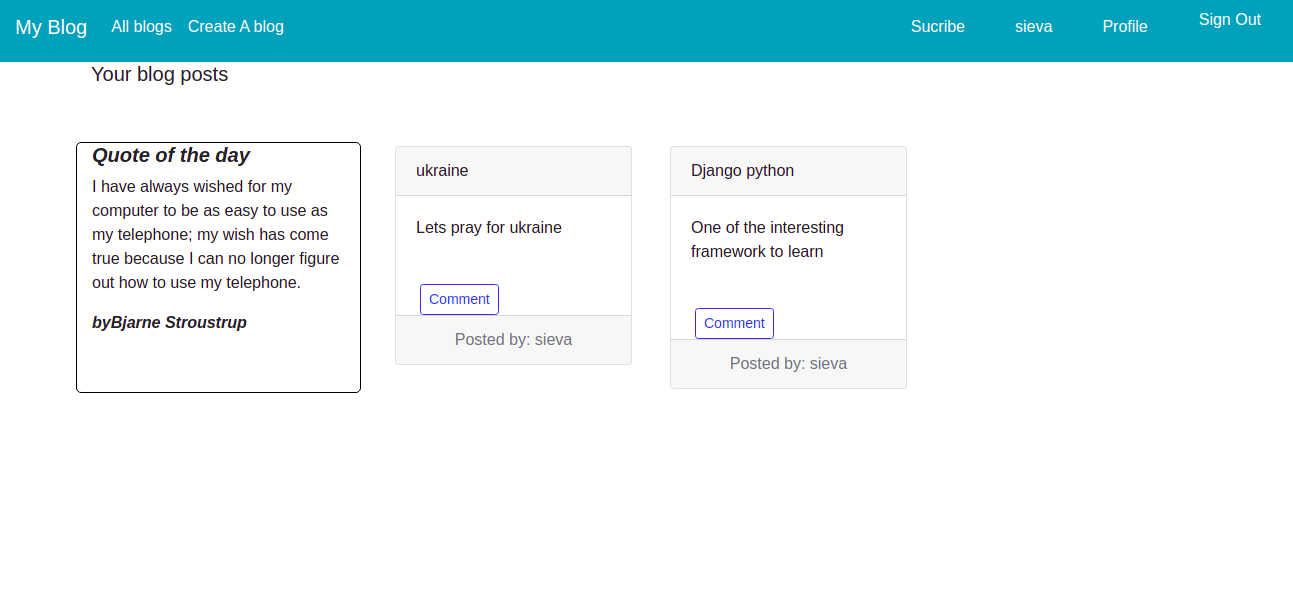 My Blog All blogs Create A blog Sucribe sieva Profile Sign Out
Your blog posts
Quote of the day
I have always wished for my
computer to be as easy to use as
my telephone; my wish has come
true because I can no longer figure
out how to use my telephone.
byBjarne Stroustrup
ukraine
Lets pray for ukraine
Comment
Posted by: sieva
Django python
One of the interesting
framework to learn
Comment
Posted by: sieva